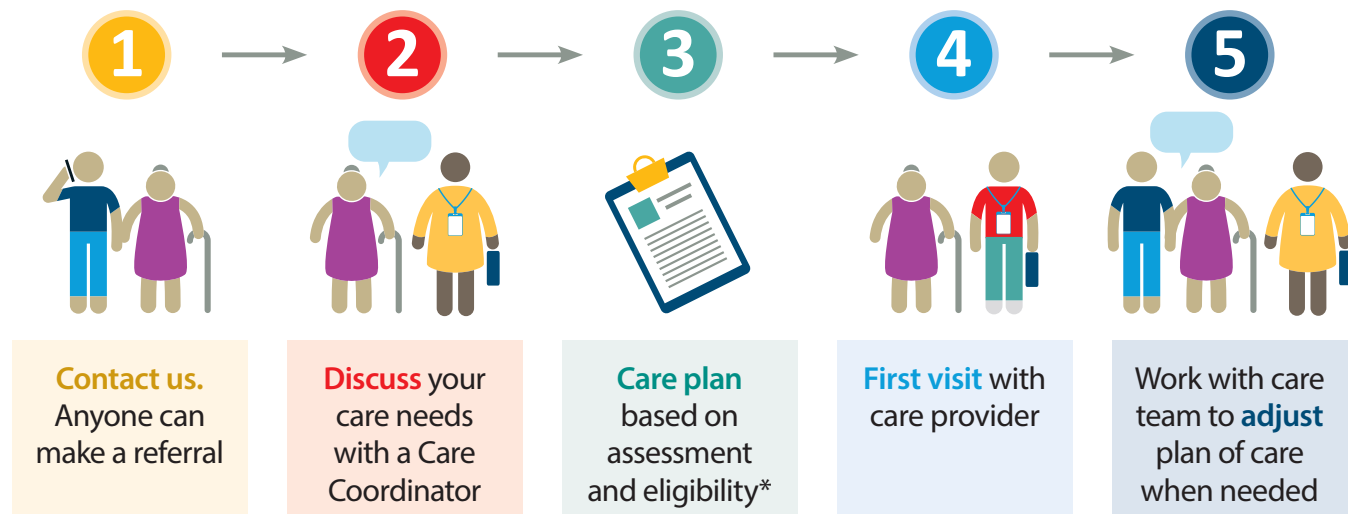 1
2
3
4
5
Contact us.
Anyone can
make a referral
Discuss your
care needs
with a Care
Coordinator
Care plan
based on
assessment
and eligibility*
First visit with
care provider
Work with care
team to adjust
plan of care
when needed